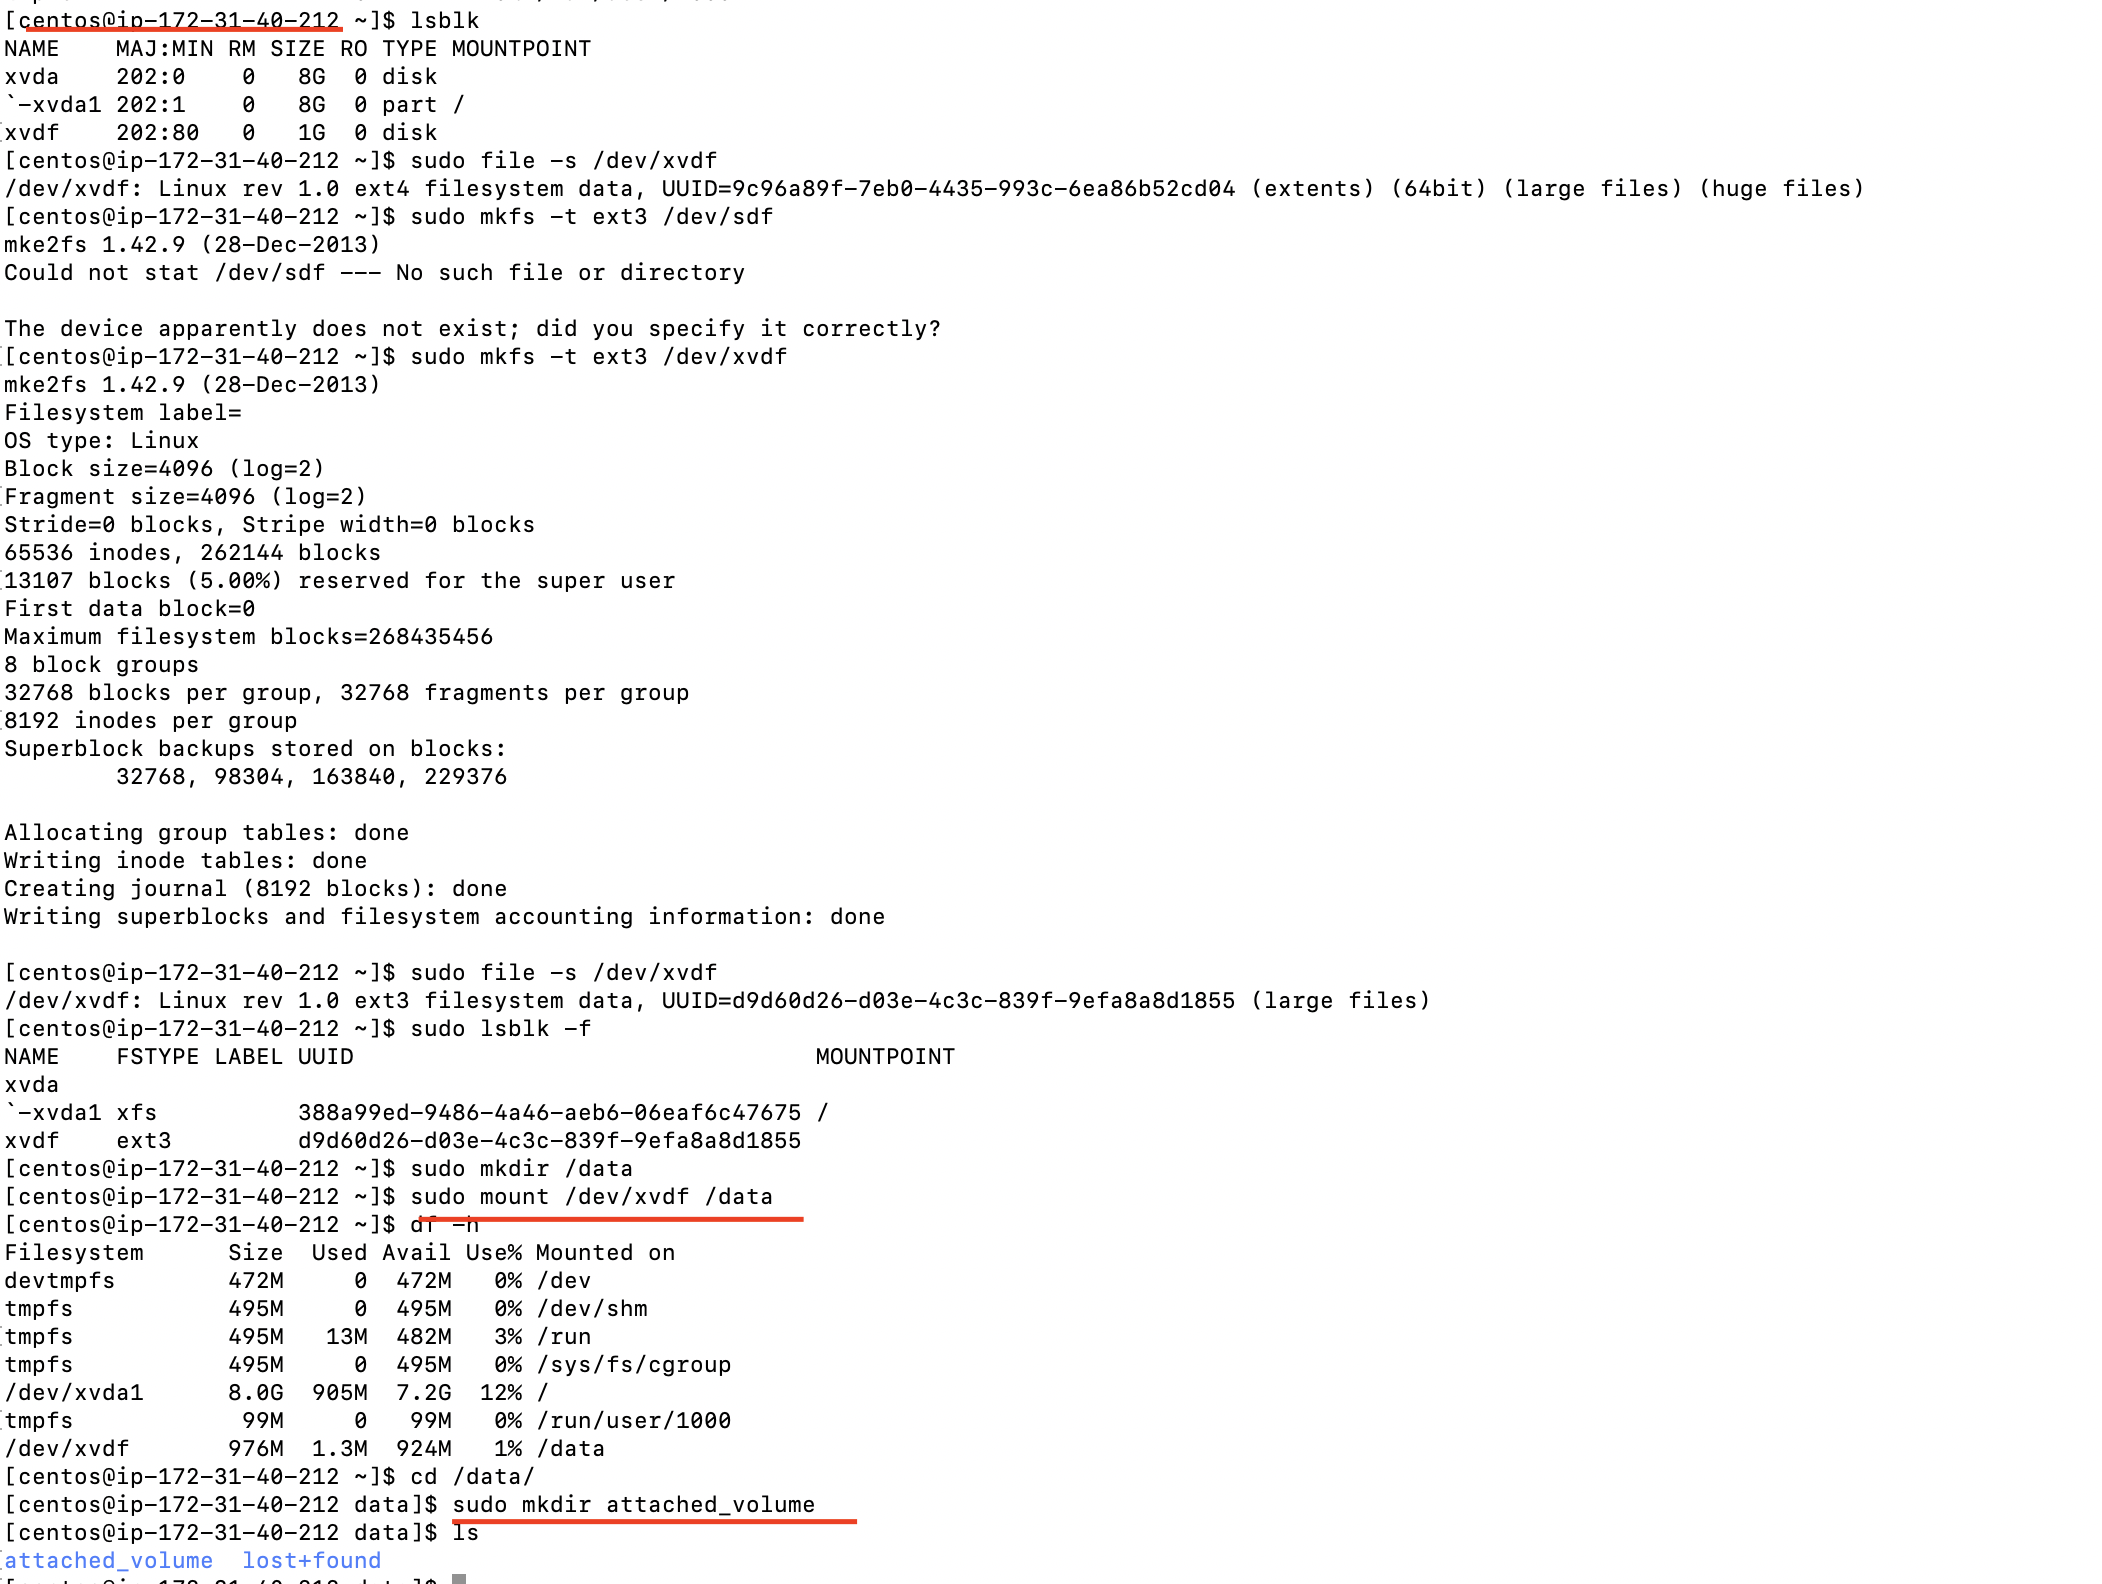 [centos@ip-172-31-40-212 ~]$ lsblk
NAME    MAJ:MIN RM SIZE RO TYPE MOUNTPOINT
xvda    202:0    0   8G  0 disk
`-xvda1 202:1    0   8G  0 part /
xvdf    202:80   0   1G  0 disk
[centos@ip-172-31-40-212 ~]$ sudo file -s /dev/xvdf
/dev/xvdf: Linux rev 1.0 ext4 filesystem data, UUID=9c96a89f-7eb0-4435-993c-6ea86b52cd04 (extents) (64bit) (large files) (huge files)
[centos@ip-172-31-40-212 ~]$ sudo mkfs -t ext3 /dev/sdf
mke2fs 1.42.9 (28-Dec-2013)
Could not stat /dev/sdf --- No such file or directory

The device apparently does not exist; did you specify it correctly?
[centos@ip-172-31-40-212 ~]$ sudo mkfs -t ext3 /dev/xvdf
mke2fs 1.42.9 (28-Dec-2013)
Filesystem label=
OS type: Linux
Block size=4096 (log=2)
Fragment size=4096 (log=2)
Stride=0 blocks, Stripe width=0 blocks
65536 inodes, 262144 blocks
13107 blocks (5.00%) reserved for the super user
First data block=0
Maximum filesystem blocks=268435456
8 block groups
32768 blocks per group, 32768 fragments per group
8192 inodes per group
Superblock backups stored on blocks:
        32768, 98304, 163840, 229376

Allocating group tables: done
Writing inode tables: done
Creating journal (8192 blocks): done
Writing superblocks and filesystem accounting information: done

[centos@ip-172-31-40-212 ~]$ sudo file -s /dev/xvdf
/dev/xvdf: Linux rev 1.0 ext3 filesystem data, UUID=d9d60d26-d03e-4c3c-839f-9efa8a8d1855 (large files)
[centos@ip-172-31-40-212 ~]$ sudo lsblk -f
NAME    FSTYPE LABEL UUID                                 MOUNTPOINT
xvda
`-xvda1 xfs          388a99ed-9486-4a46-aeb6-06eaf6c47675 /
xvdf    ext3         d9d60d26-d03e-4c3c-839f-9efa8a8d1855
[centos@ip-172-31-40-212 ~]$ sudo mkdir /data
[centos@ip-172-31-40-212 ~]$ sudo mount /dev/xvdf /data
[centos@ip-172-31-40-212 ~]$ df -h
Filesystem      Size  Used Avail Use% Mounted on
devtmpfs        472M     0  472M   0% /dev
tmpfs           495M     0  495M   0% /dev/shm
tmpfs           495M   13M  482M   3% /run
tmpfs           495M     0  495M   0% /sys/fs/cgroup
/dev/xvda1      8.0G  905M  7.2G  12% /
tmpfs            99M     0   99M   0% /run/user/1000
/dev/xvdf       976M  1.3M  924M   1% /data
[centos@ip-172-31-40-212 ~]$ cd /data/
[centos@ip-172-31-40-212 data]$ sudo mkdir attached_volume
[centos@ip-172-31-40-212 data]$ ls
attached_volume  lost+found